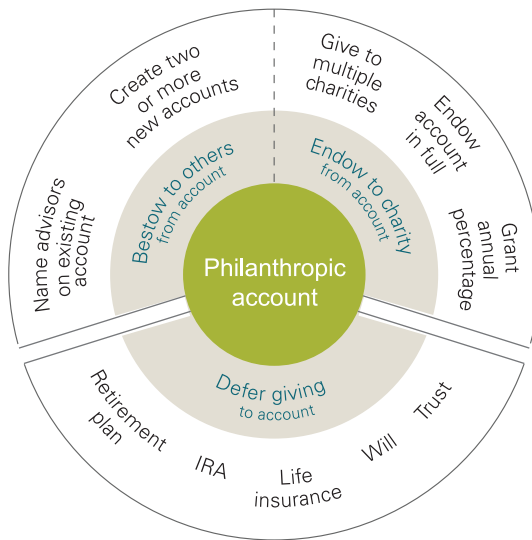 Create two
or more
new accounts
Name advisors
on existing
account
Bestow to others
from account
Give to
multiple
charities
Endow
account
in full
Grant
annual
percentage
Endow to charity
from account
Philanthropic
account
Defer giving
to account
Retirement
plan
IRA
Life
insurance
Will
Trust